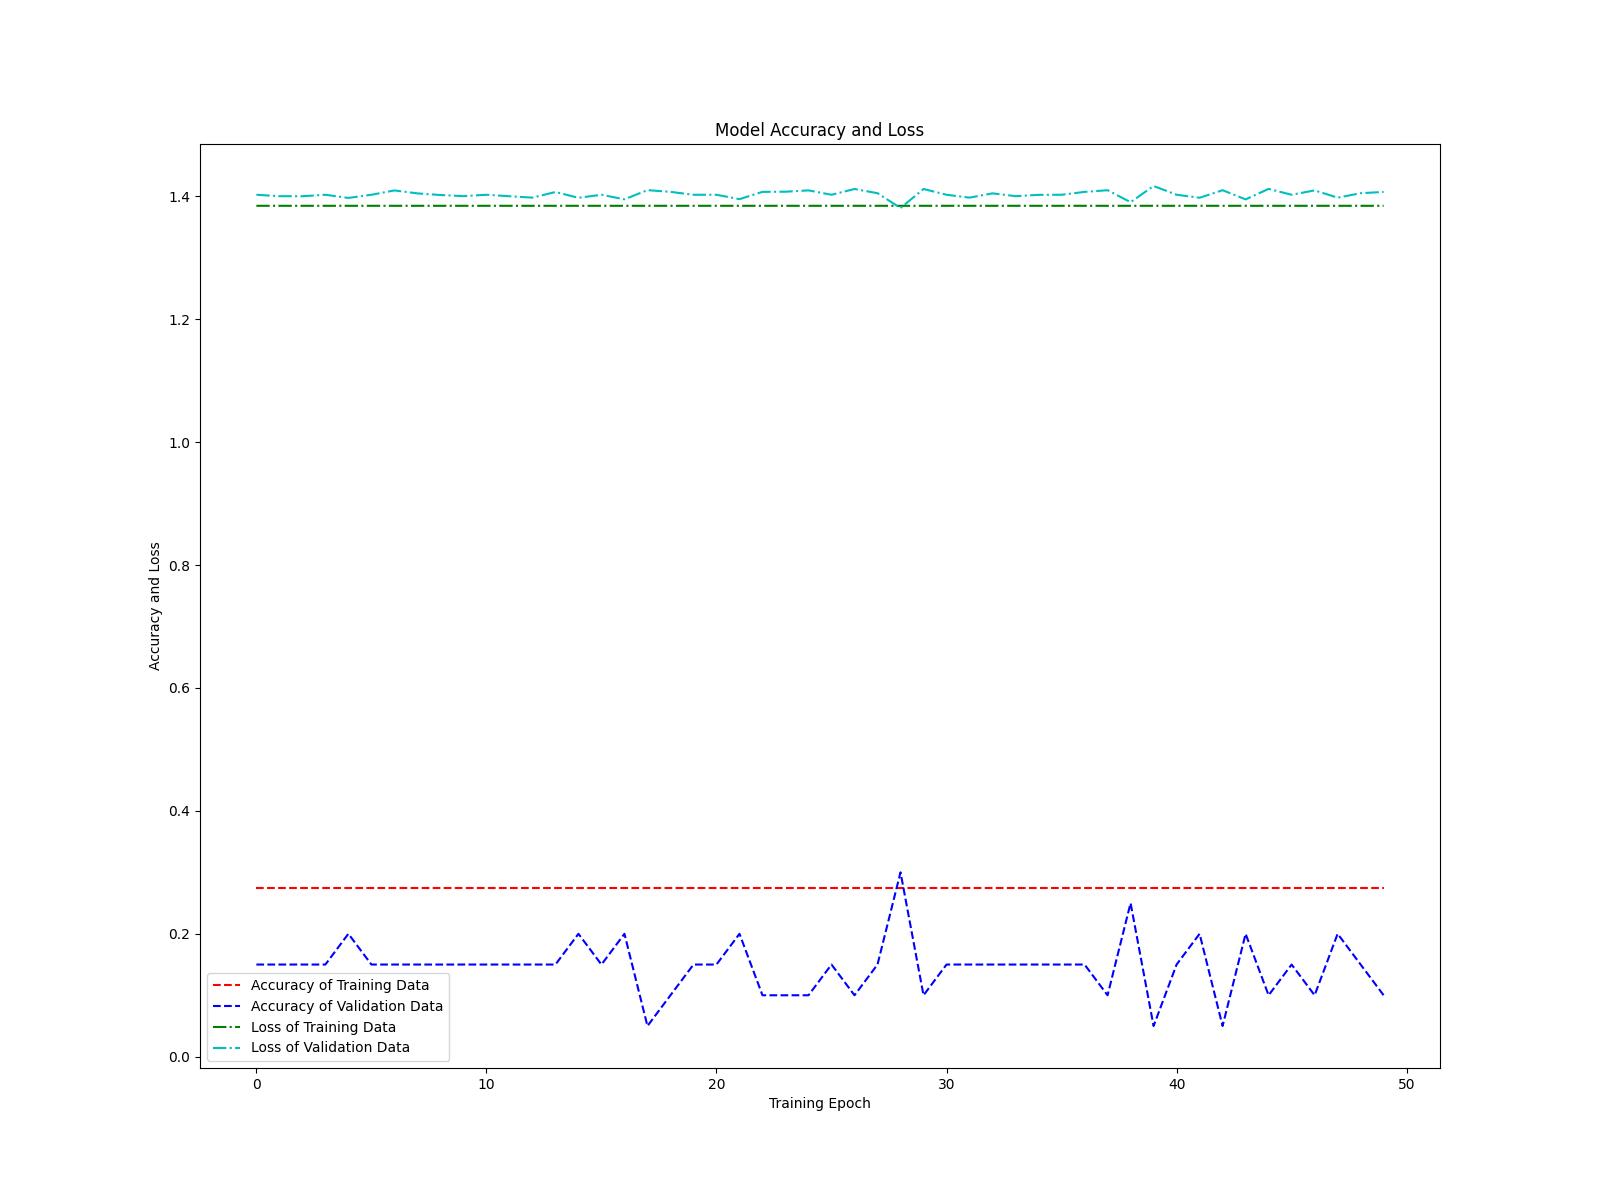 Model Accuracy and Loss
1.4
1.2
1.0
0.8
0.6
0.4
0.2
0.0
Accuracy and Loss
Accuracy of Training Data
Accuracy of Validation Data
Loss of Training Data
Loss of Validation Data
0 10 20 30 40 50
Training Epoch